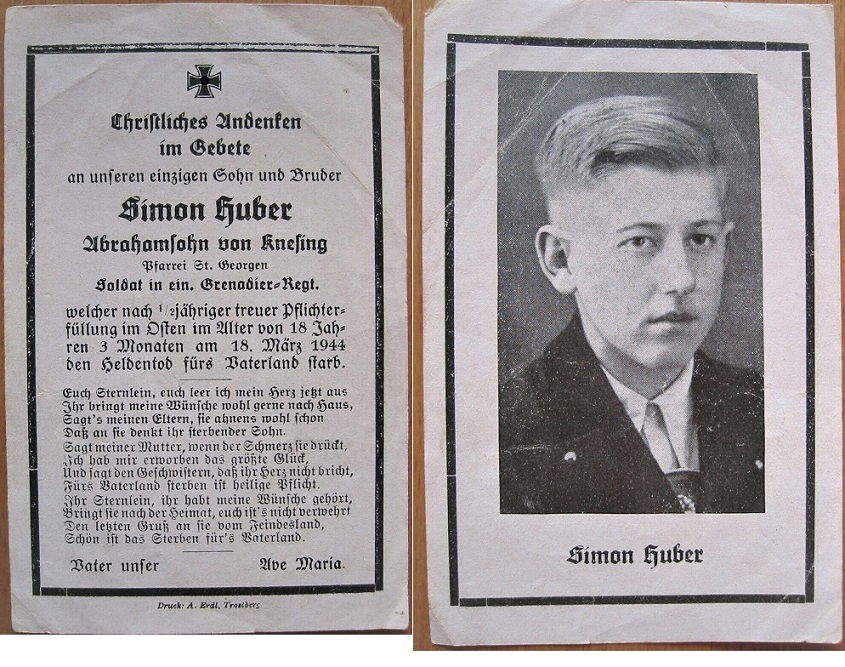 Christliches Andenken
im Gebete
an unseren einzigen Sohn und Bruder
Simon Huber
Abrahamsohn von Knesing
Pfarrei St. Georgen
Soldat in ein. Grenadier-Regt.
welcher nach 1/2jähriger treuer Pflichter-
füllung im Osten im Alter von 18 Jah-
ren 3 Monaten am 18. März 1944
den Heldentod fürs Vaterland starb.
Euch Sternlein, euch leer ich mein Herz jetzt aus
Ihr bringt meine Wünsche wohl gerne nach Haus,
Sagt's meinen Eltern, sie ahnens wohl schon
Daß an sie denkt ihr sterbender Sohn.
Sagt meiner Mutter, wenn der Schmerz sie drückt,
Ich hab mir erworben das größte Glück,
Und sagt den Geschwistern, daß ihr Herz nicht bricht,
Fürs Vaterland sterben ist heilige Pflicht.
Ihr Sternlein, ihr habt meine Wünsche gehört,
Bringt sie nach der Heimat, euch ist's nicht verwehrt
Den letzten Gruß an sie vom Feindesland,
Schön ist das Sterben für's Vaterland.
Vater unser Ave Maria.
Druck: A. Erdl, Trostberg
Simon Huber